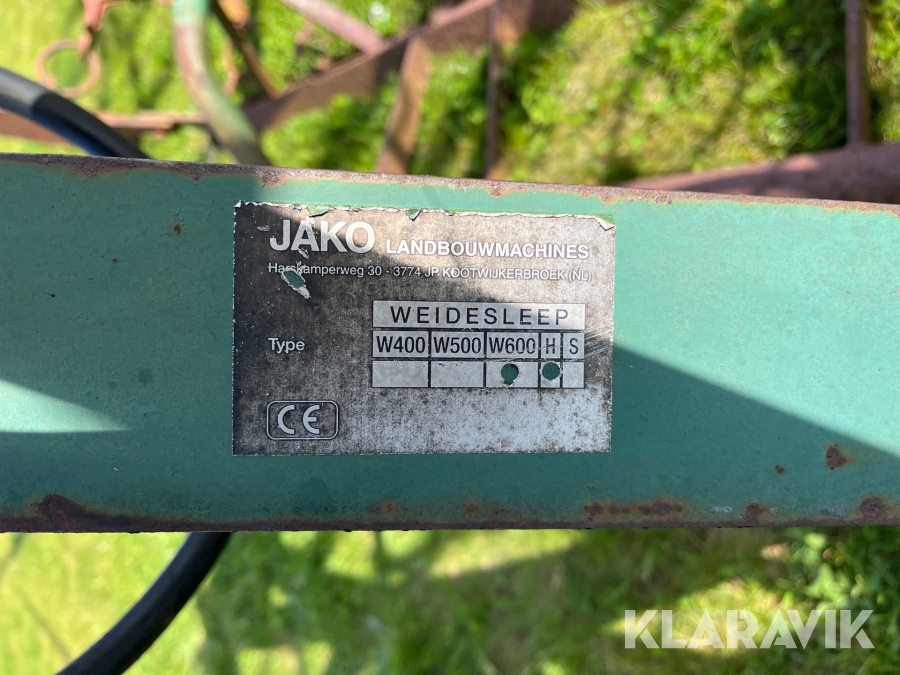 JAKO LANDBOUWMACHINES
Harskamperweg 30 - 3774 JP KOOTWIJKERBROEK (NL)
WEIDESLEEP
Type W400 W500 W600 H S
CE
KLARAVIK